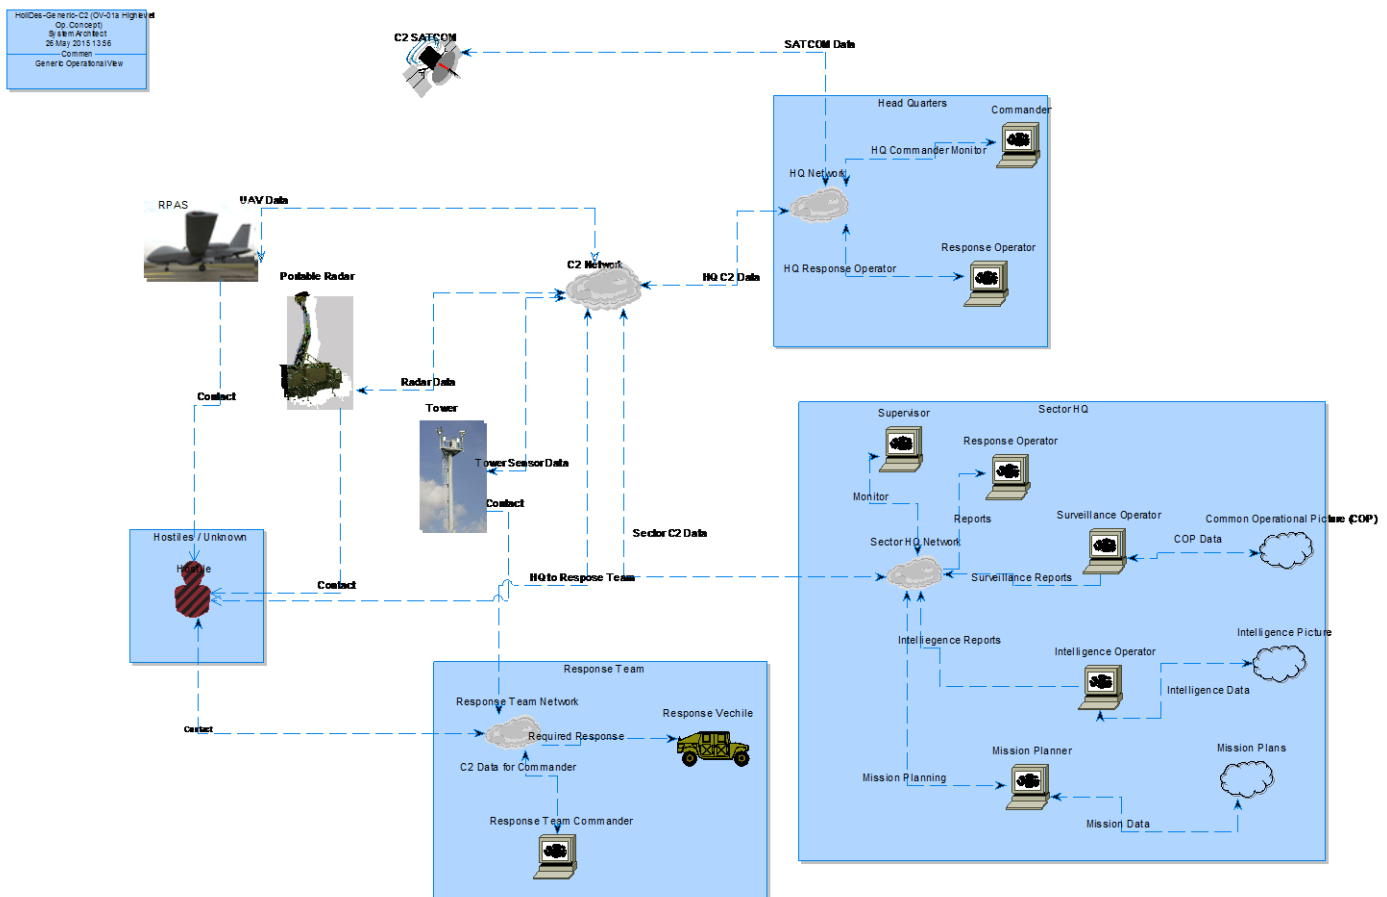 HoliDes-Generic-C2 (OV-01a High level
Op. Concept)
System Architect
26 May 2015 13:56
Commen
Generic Operational View
C2 SATCOM
SATCOM Data
Head Quarters
Commander
HQ Commander Monitor
HQ Network
Response Operator
HQ Response Operator
RPAS
UAV Data
C2 Network
HQ C2 Data
Portable Radar
Radar Data
Contact
Tower
Tower Sensor Data
Contact
Sector HQ
Supervisor
Response Operator
Monitor
Reports
Surveillance Operator
Common Operational Picture (COP)
COP Data
Sector HQ Network
Surveillance Reports
Sector C2 Data
Hostiles / Unknown
Hostile
Contact
HQ to Respose Team
Intelliegence Reports
Intelligence Operator
Intelligence Picture
Intelligence Data
Response Team
Response Team Network
Response Vechile
Required Response
Contact
C2 Data for Commander
Mission Planner
Mission Plans
Mission Planning
Mission Data
Response Team Commander